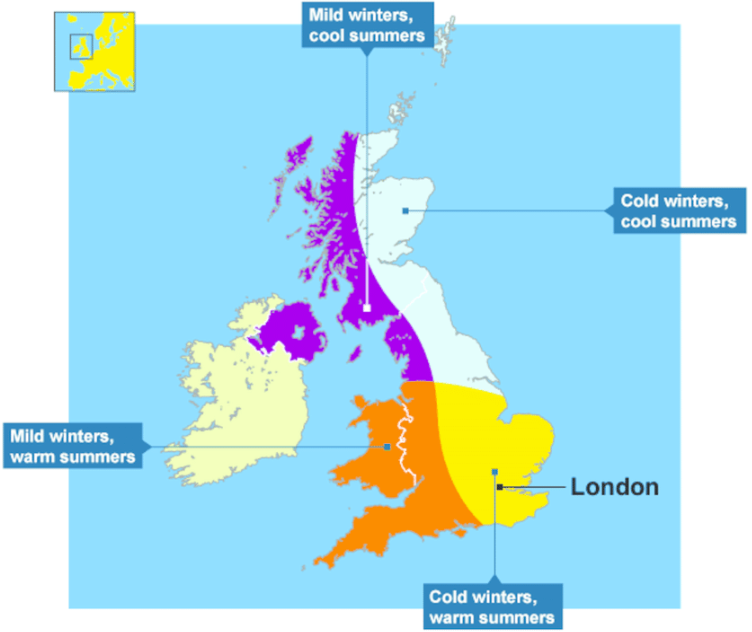 Mild winters,
cool summers
Cold winters,
cool summers
Mild winters,
warm summers
London
Cold winters,
warm summers